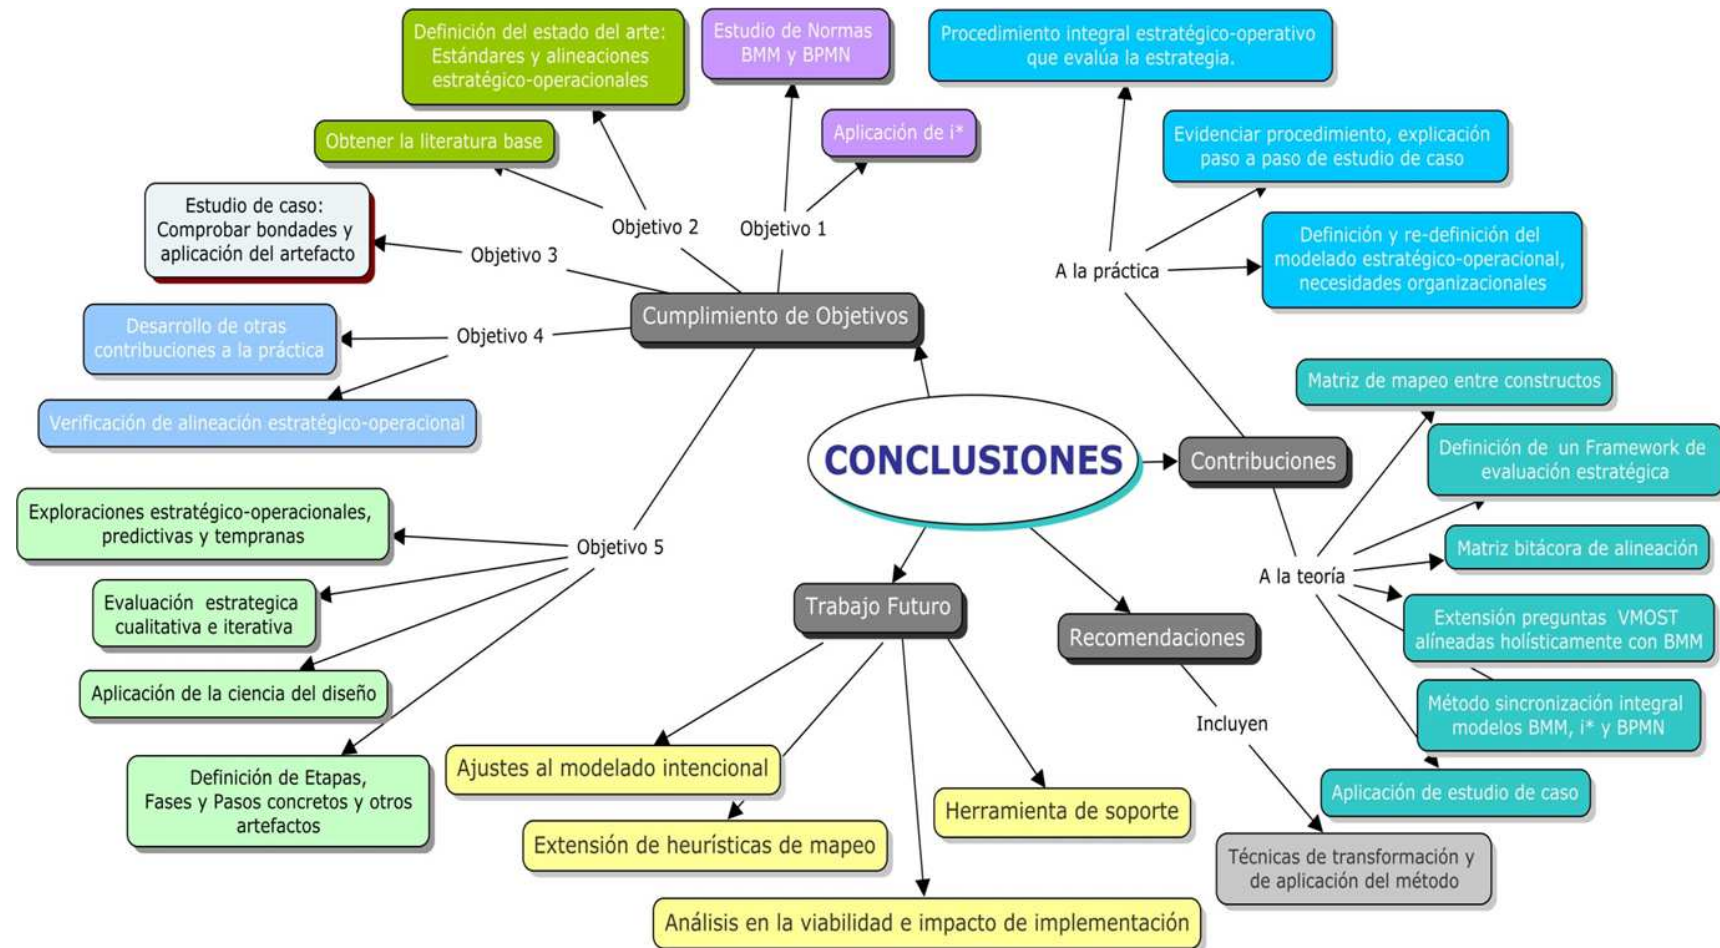 Definición del estado del arte:
Estándares y alineaciones
estratégico-operacionales
Estudio de Normas
BMM y BPMN
Procedimiento integral estratégico-operativo
que evalúa la estrategia.
Obtener la literatura base
Aplicación de i*
Evidenciar procedimiento, explicación
paso a paso de estudio de caso
Estudio de caso:
Comprobar bondades y
aplicación del artefacto
Objetivo 3
Objetivo 2
Objetivo 1
A la práctica
Definición y re-definición del
modelado estratégico-operacional,
necesidades organizacionales
Cumplimiento de Objetivos
Desarrollo de otras
contribuciones a la práctica
Objetivo 4
Verificación de alineación estratégico-operacional
Matriz de mapeo entre constructos
CONCLUSIONES
Contribuciones
Definición de un Framework de
evaluación estratégica
Exploraciones estratégico-operacionales,
predictivas y tempranas
Objetivo 5
Matriz bitácora de alineación
A la teoría
Evaluación estrategica
cualitativa e iterativa
Trabajo Futuro
Recomendaciones
Extensión preguntas VMOST
alíneadas holísticamente con BMM
Aplicación de la ciencia del diseño
Incluyen
Método sincronización integral
modelos BMM, i* y BPMN
Definición de Etapas,
Fases y Pasos concretos y otros
artefactos
Ajustes al modelado intencional
Herramienta de soporte
Aplicación de estudio de caso
Extensión de heurísticas de mapeo
Técnicas de transformación y
de aplicación del método
Análisis en la viabilidad e impacto de implementación